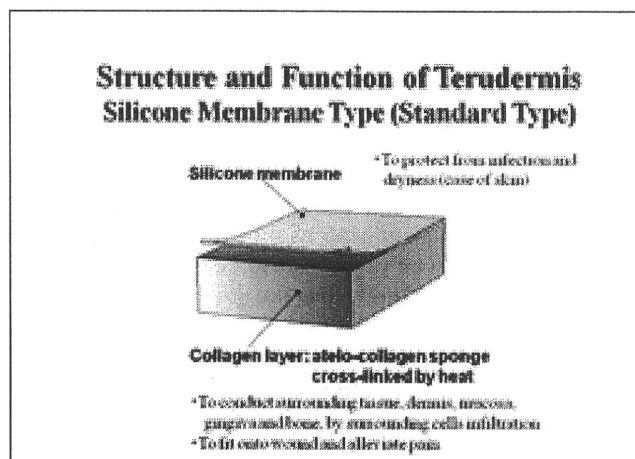 Structure and Function of Terudermis
Silicone Membrane Type (Standard Type)
• To protect from infection and
dryness (case of skin)
Silicone membrane
Collagen layer: atelo-collagen sponge
cross-linked by heat
• To conduct surrounding tissue, dermis, mucosa,
gingiva and bone, by surrounding cells infiltration
• To fit onto wound and alleviate pain